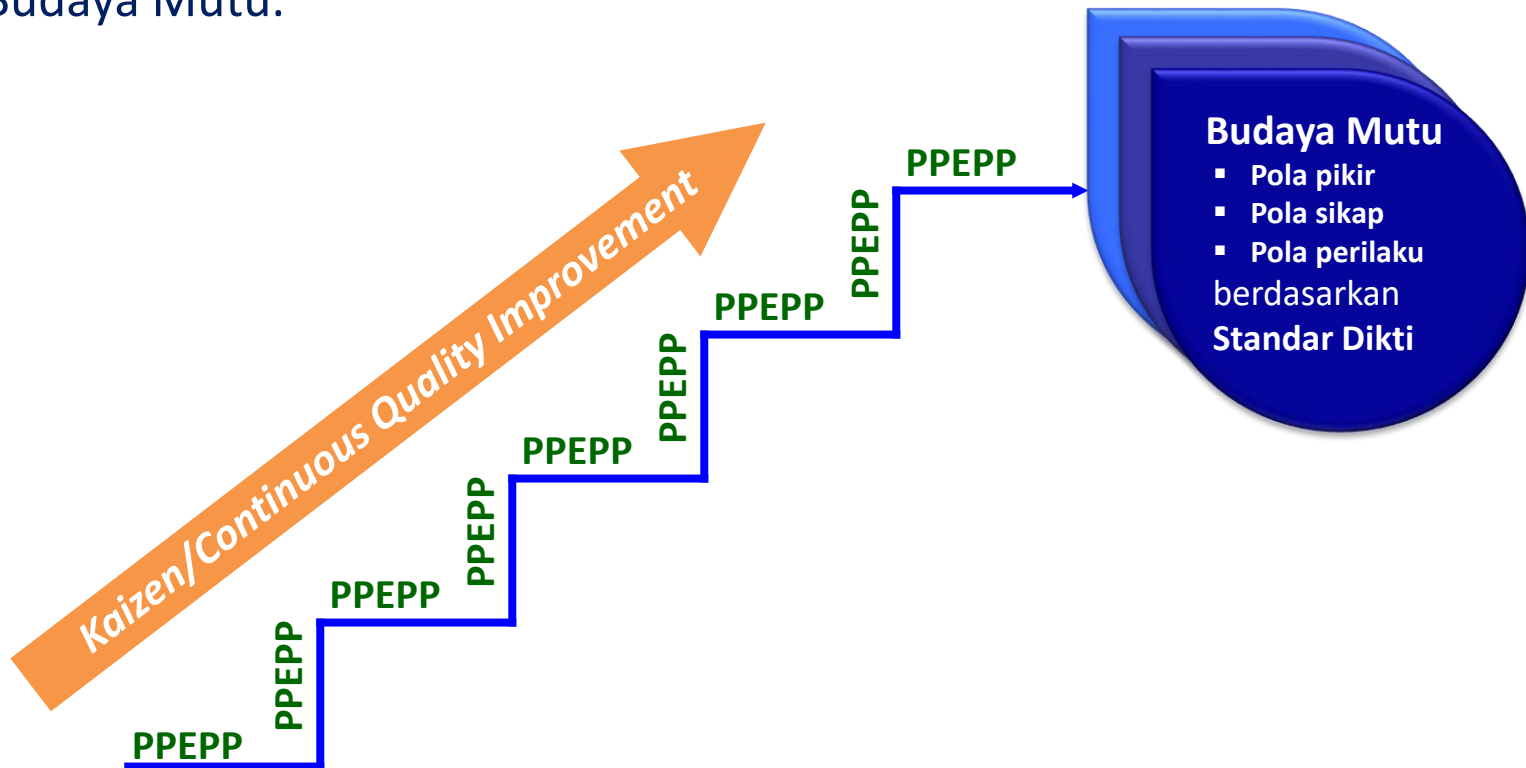 Budaya Mutu.
Budaya Mutu
▪ Pola pikir
▪ Pola sikap
▪ Pola perilaku
berdasarkan
Standar Dikti
Kaizen/Continuous Quality Improvement
PPEPP
PPEPP
PPEPP
PPEPP
PPEPP
PPEPP
PPEPP
PPEPP
PPEPP